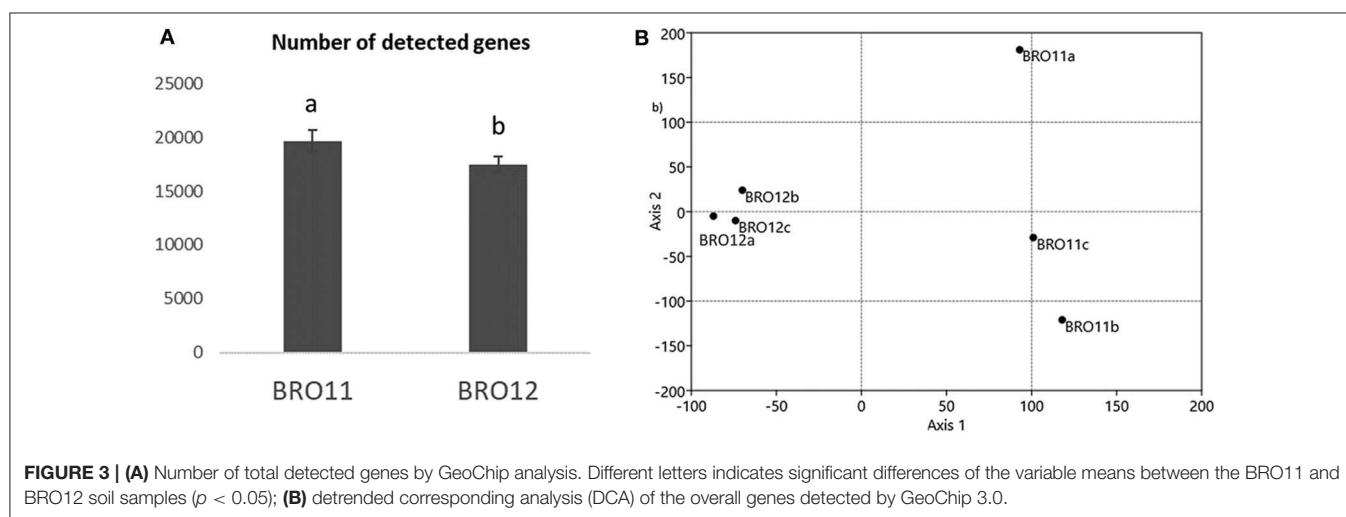 A
Number of detected genes
25000
20000
15000
10000
5000
0
a
b
BRO11
BRO12
B
b)
200
150
100
50
0
-50
-100
-150
-200
Axis 2
BRO11a
BRO12b
BRO12c
BRO12a
BRO11c
BRO11b
-100
-50
0
50
100
150
200
Axis 1
FIGURE 3 | (A) Number of total detected genes by GeoChip analysis. Different letters indicates significant differences of the variable means between the BRO11 and
BRO12 soil samples (p < 0.05); (B) detrended corresponding analysis (DCA) of the overall genes detected by GeoChip 3.0.